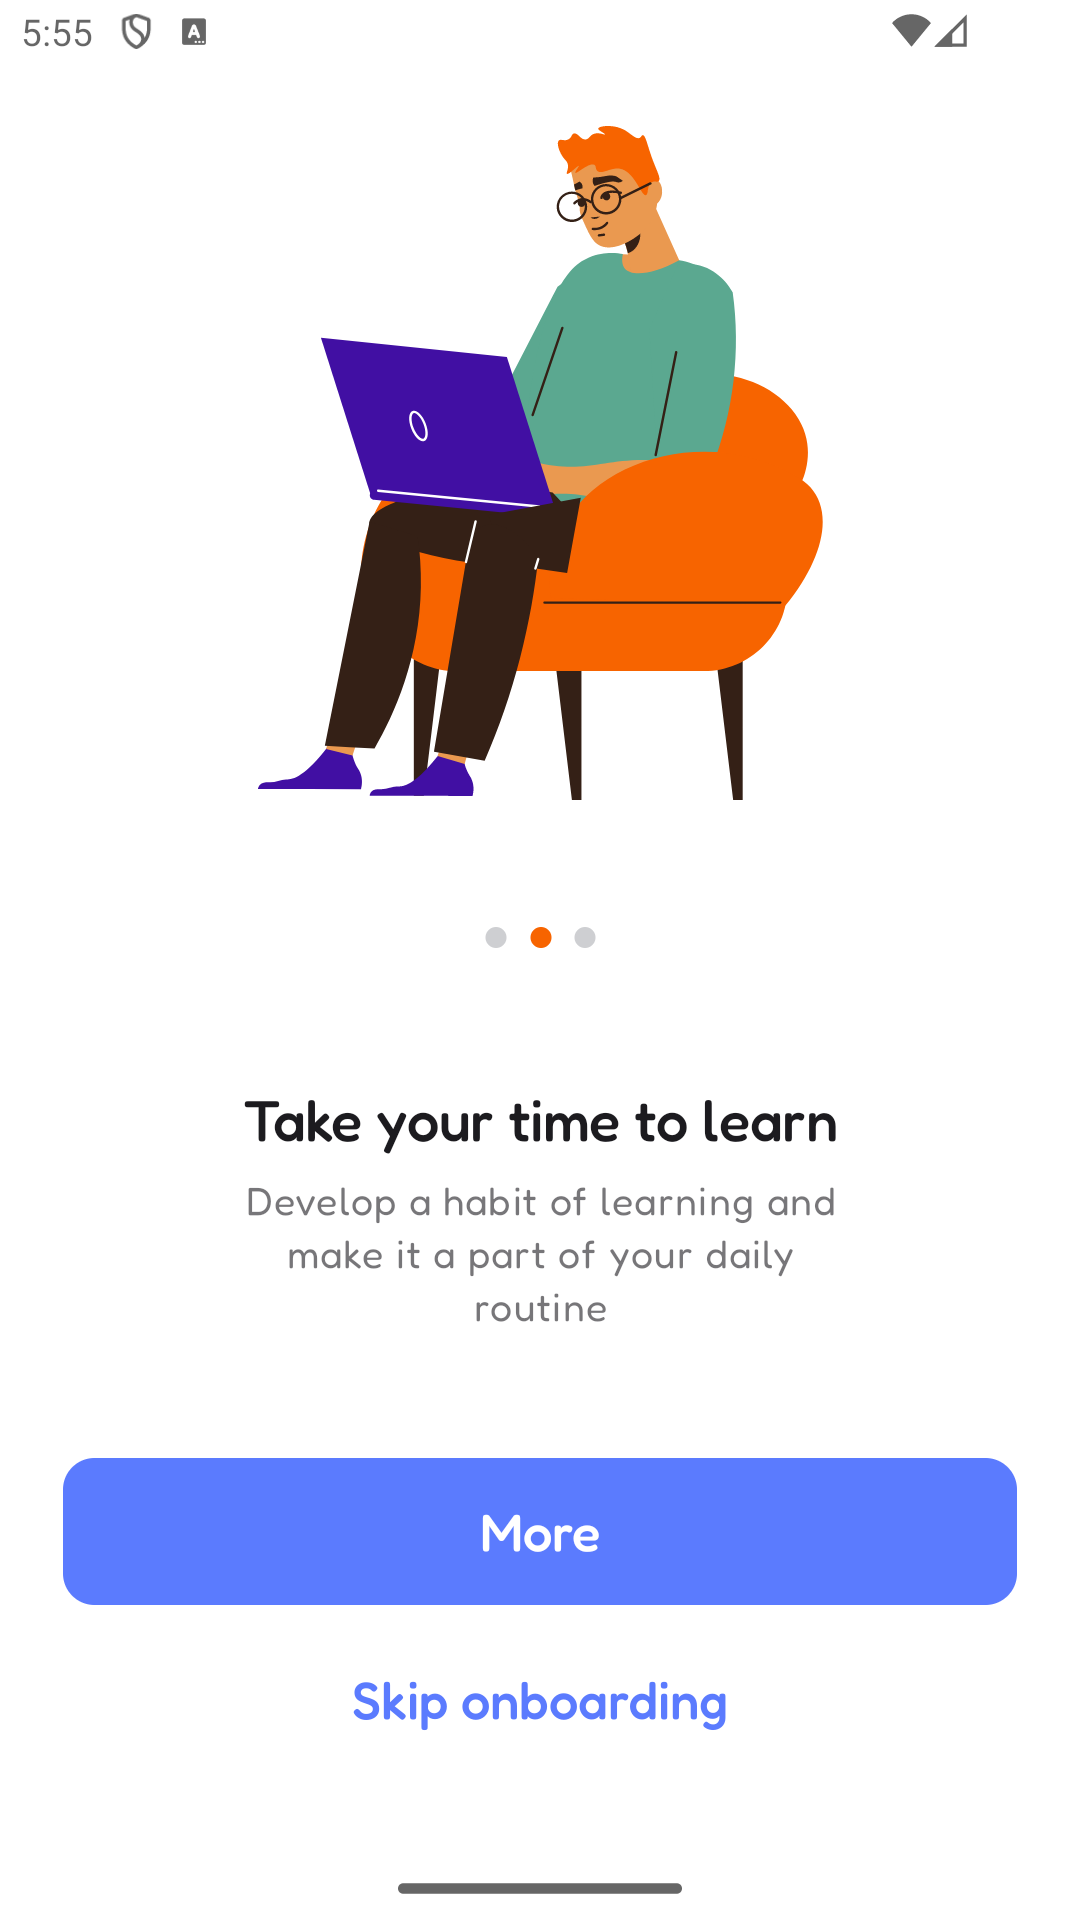 5:55
Take your time to learn
Develop a habit of learning and
make it a part of your daily
routine
More
Skip onboarding